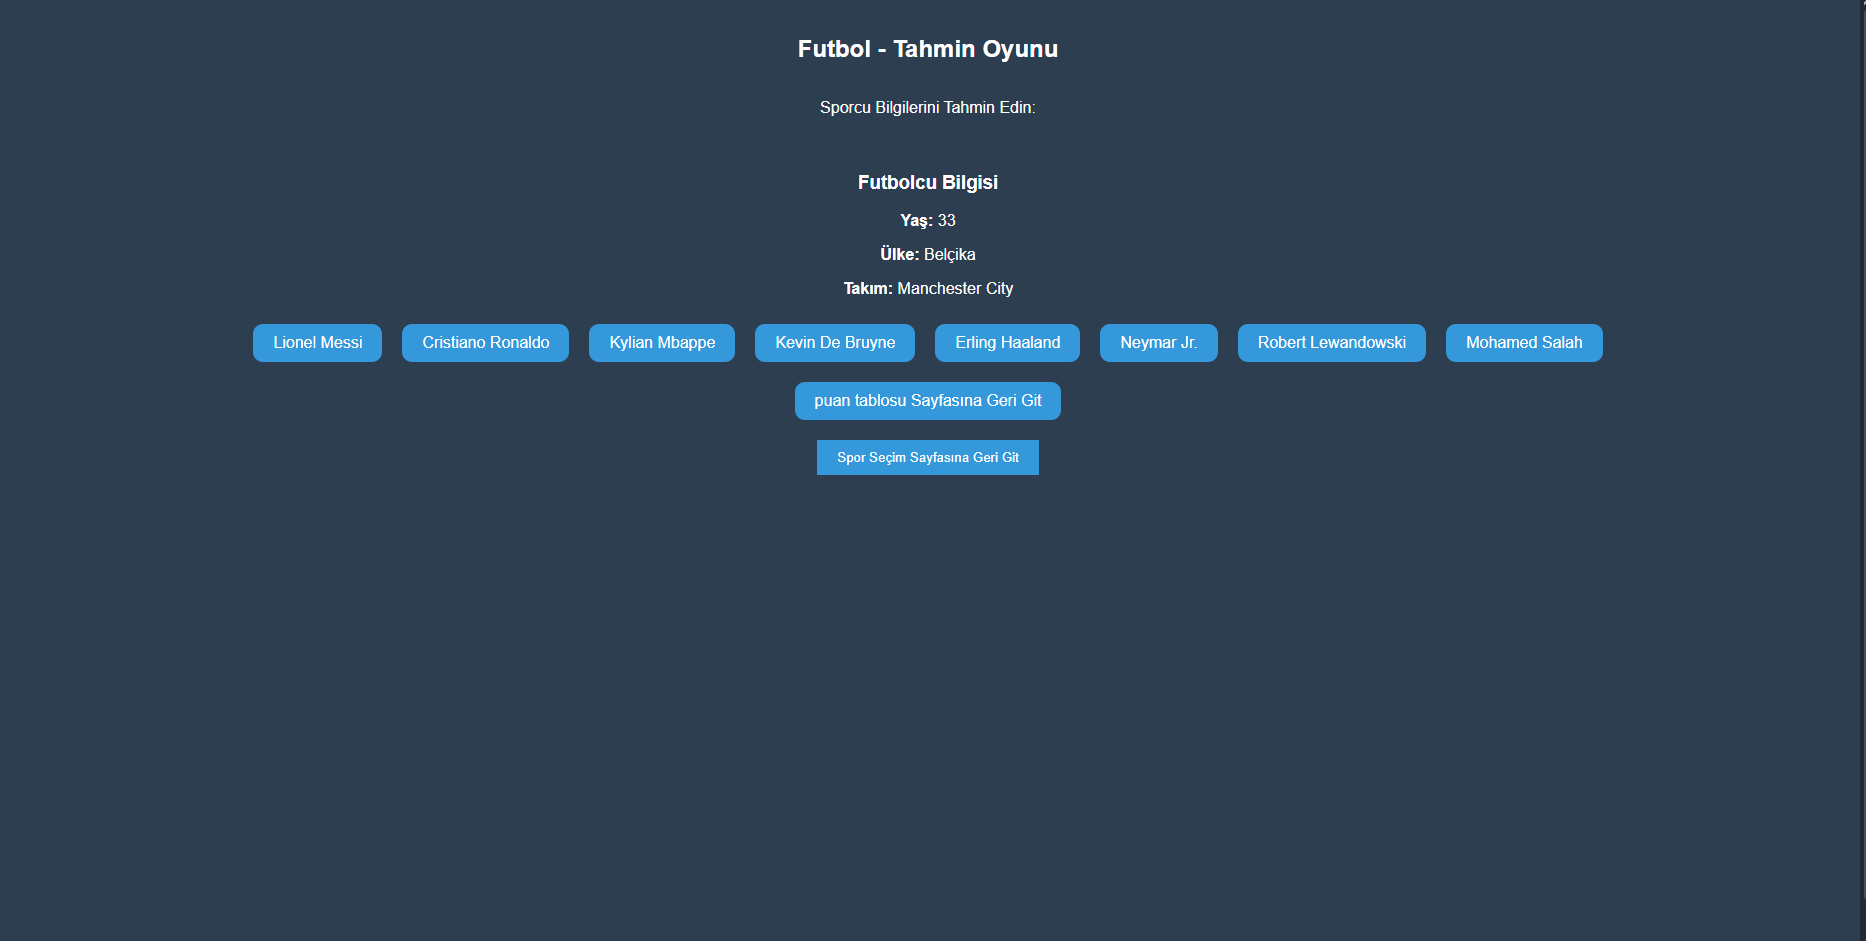 Futbol - Tahmin Oyunu
Sporcu Bilgilerini Tahmin Edin:
Futbolcu Bilgisi
Yaş: 33
Ülke: Belçika
Takım: Manchester City
Lionel Messi Cristiano Ronaldo Kylian Mbappe Kevin De Bruyne Erling Haaland Neymar Jr. Robert Lewandowski Mohamed Salah
puan tablosu Sayfasına Geri Git
Spor Seçim Sayfasına Geri Git